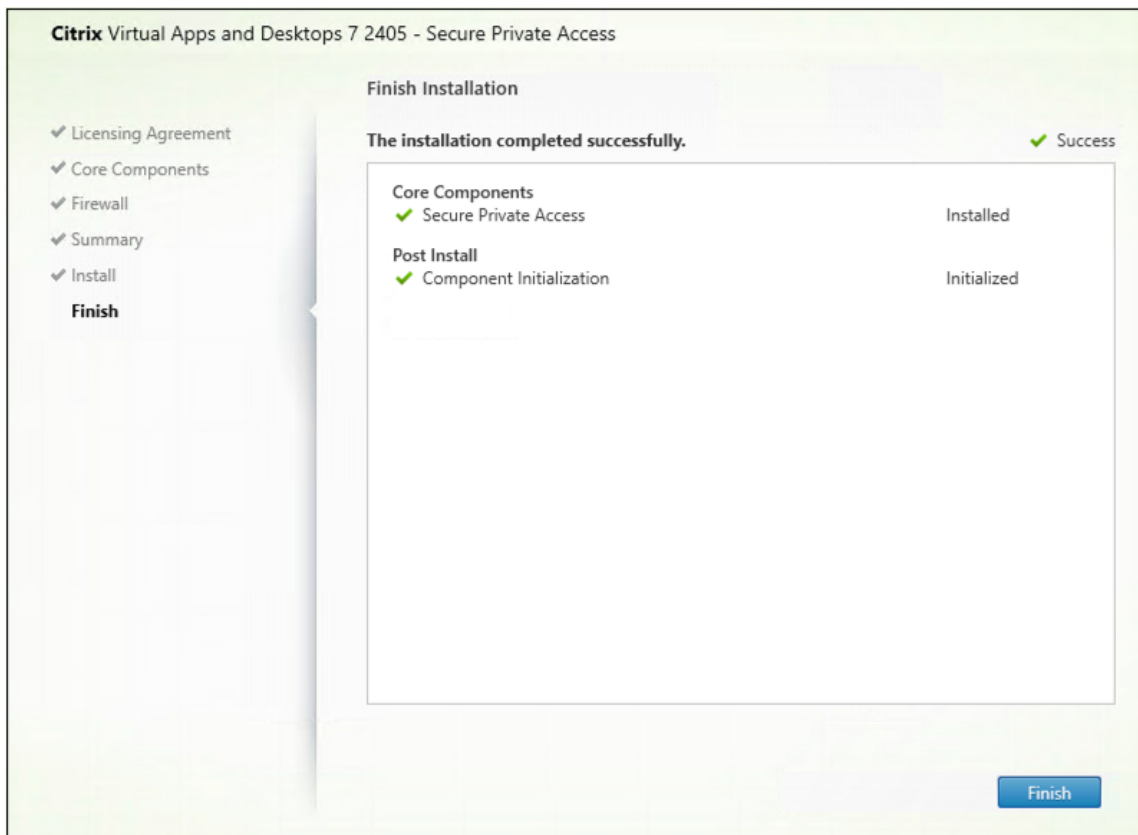 Citrix Virtual Apps and Desktops 7 2405 - Secure Private Access
Licensing Agreement
Core Components
Firewall
Summary
Install
Finish
Finish Installation
The installation completed successfully.
Success
Core Components
Secure Private Access Installed
Post Install
Component Initialization Initialized
Finish